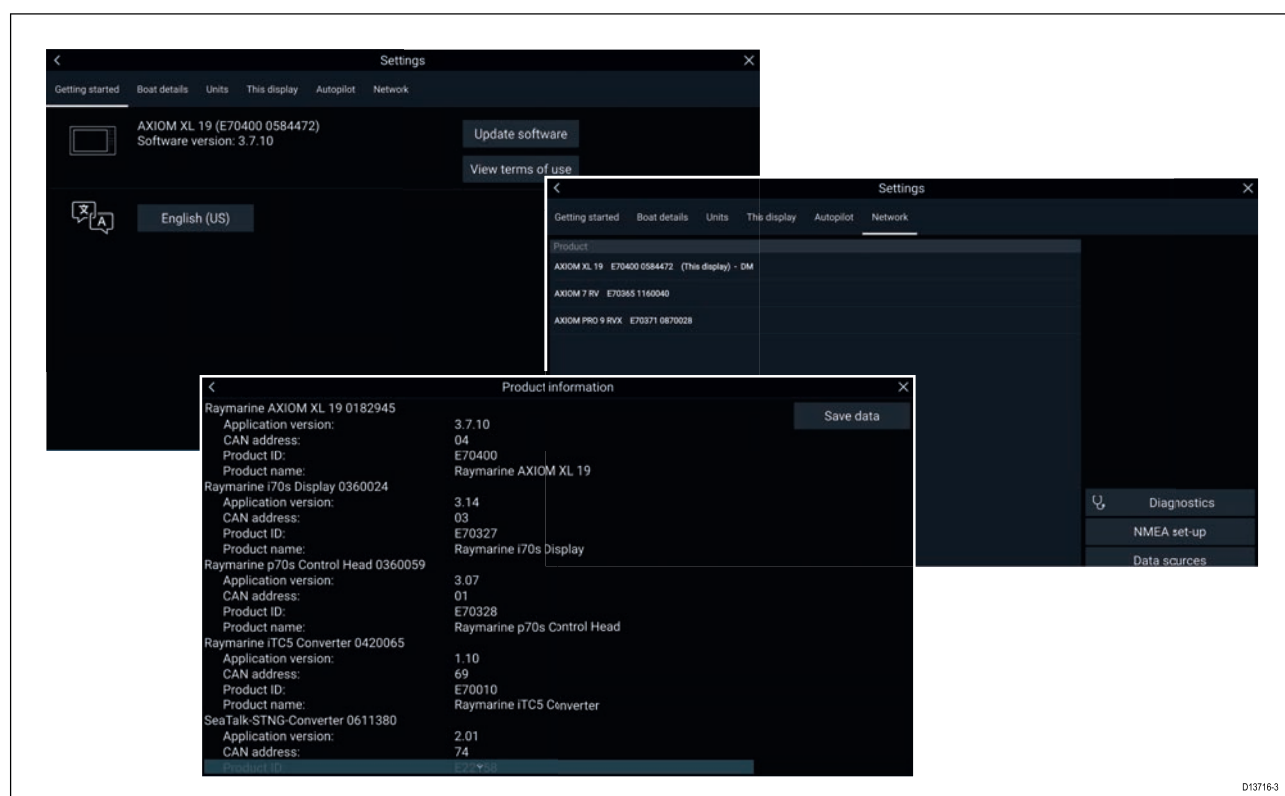 Settings
Getting started Boat details Units This display Autopilot Network
AXIOM XL 19 (E70400 0584472)
Software version: 3.7.10
Update software
View terms of use
English (US)
Settings
Getting started Boat details Units This display Autopilot Network
Product
AXIOM XL 19 E70400 0584472 (This display) - DM
AXIOM 7 RV E70365 1160040
AXIOM PRO 9 RVX E70371 0870028
Diagnostics
NMEA set-up
Data sources
Product information
Save data
Raymarine AXIOM XL 19 0182945
Application version: 3.7.10
CAN address: 04
Product ID: E70400
Product name: Raymarine AXIOM XL 19
Raymarine i70s Display 0360024
Application version: 3.14
CAN address: 03
Product ID: E70327
Product name: Raymarine i70s Display
Raymarine p70s Control Head 0360059
Application version: 3.07
CAN address: 01
Product ID: E70328
Product name: Raymarine p70s Control Head
Raymarine iTC5 Converter 0420065
Application version: 1.10
CAN address: 69
Product ID: E70010
Product name: Raymarine iTC5 Converter
SeaTalk-STNG-Converter 0611380
Application version: 2.01
CAN address: 74
Product ID:
D13716-3